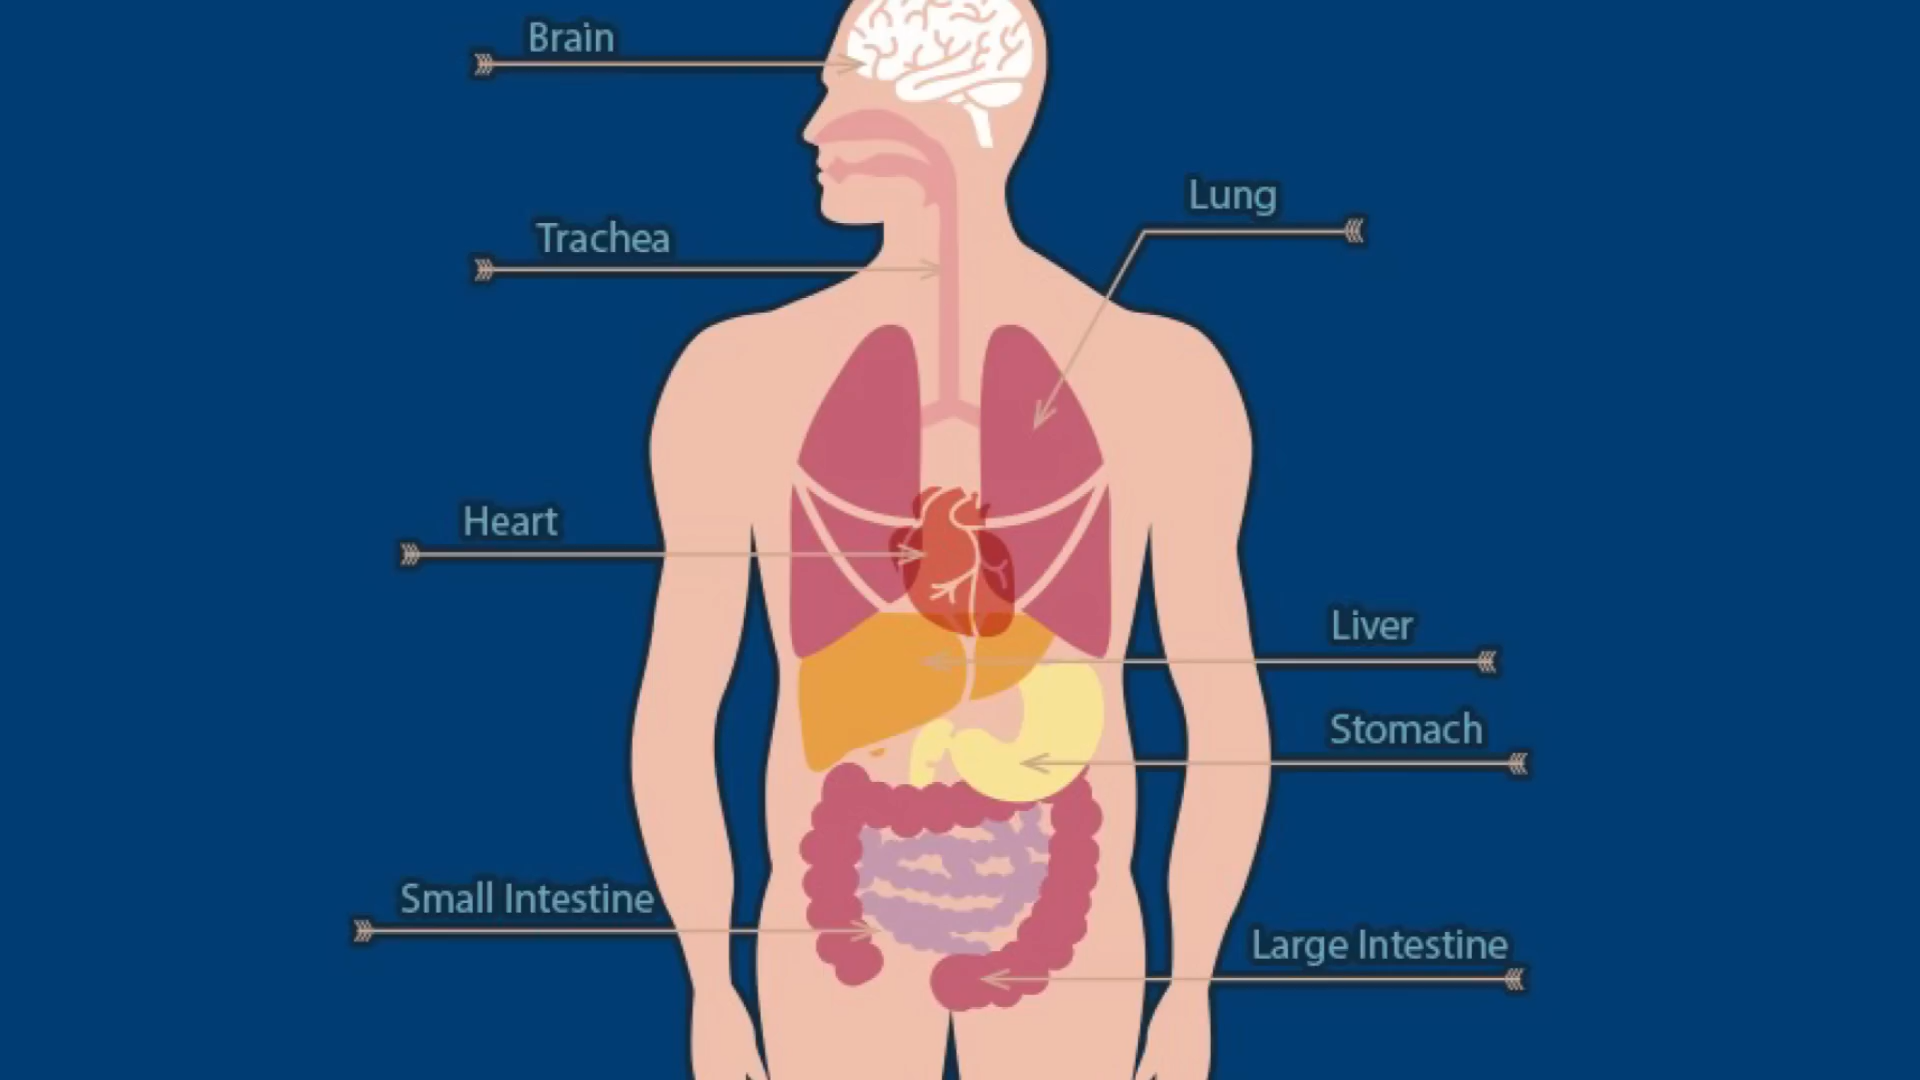 Brain
Lung
Trachea
Heart
Liver
Stomach
Small Intestine
Large Intestine